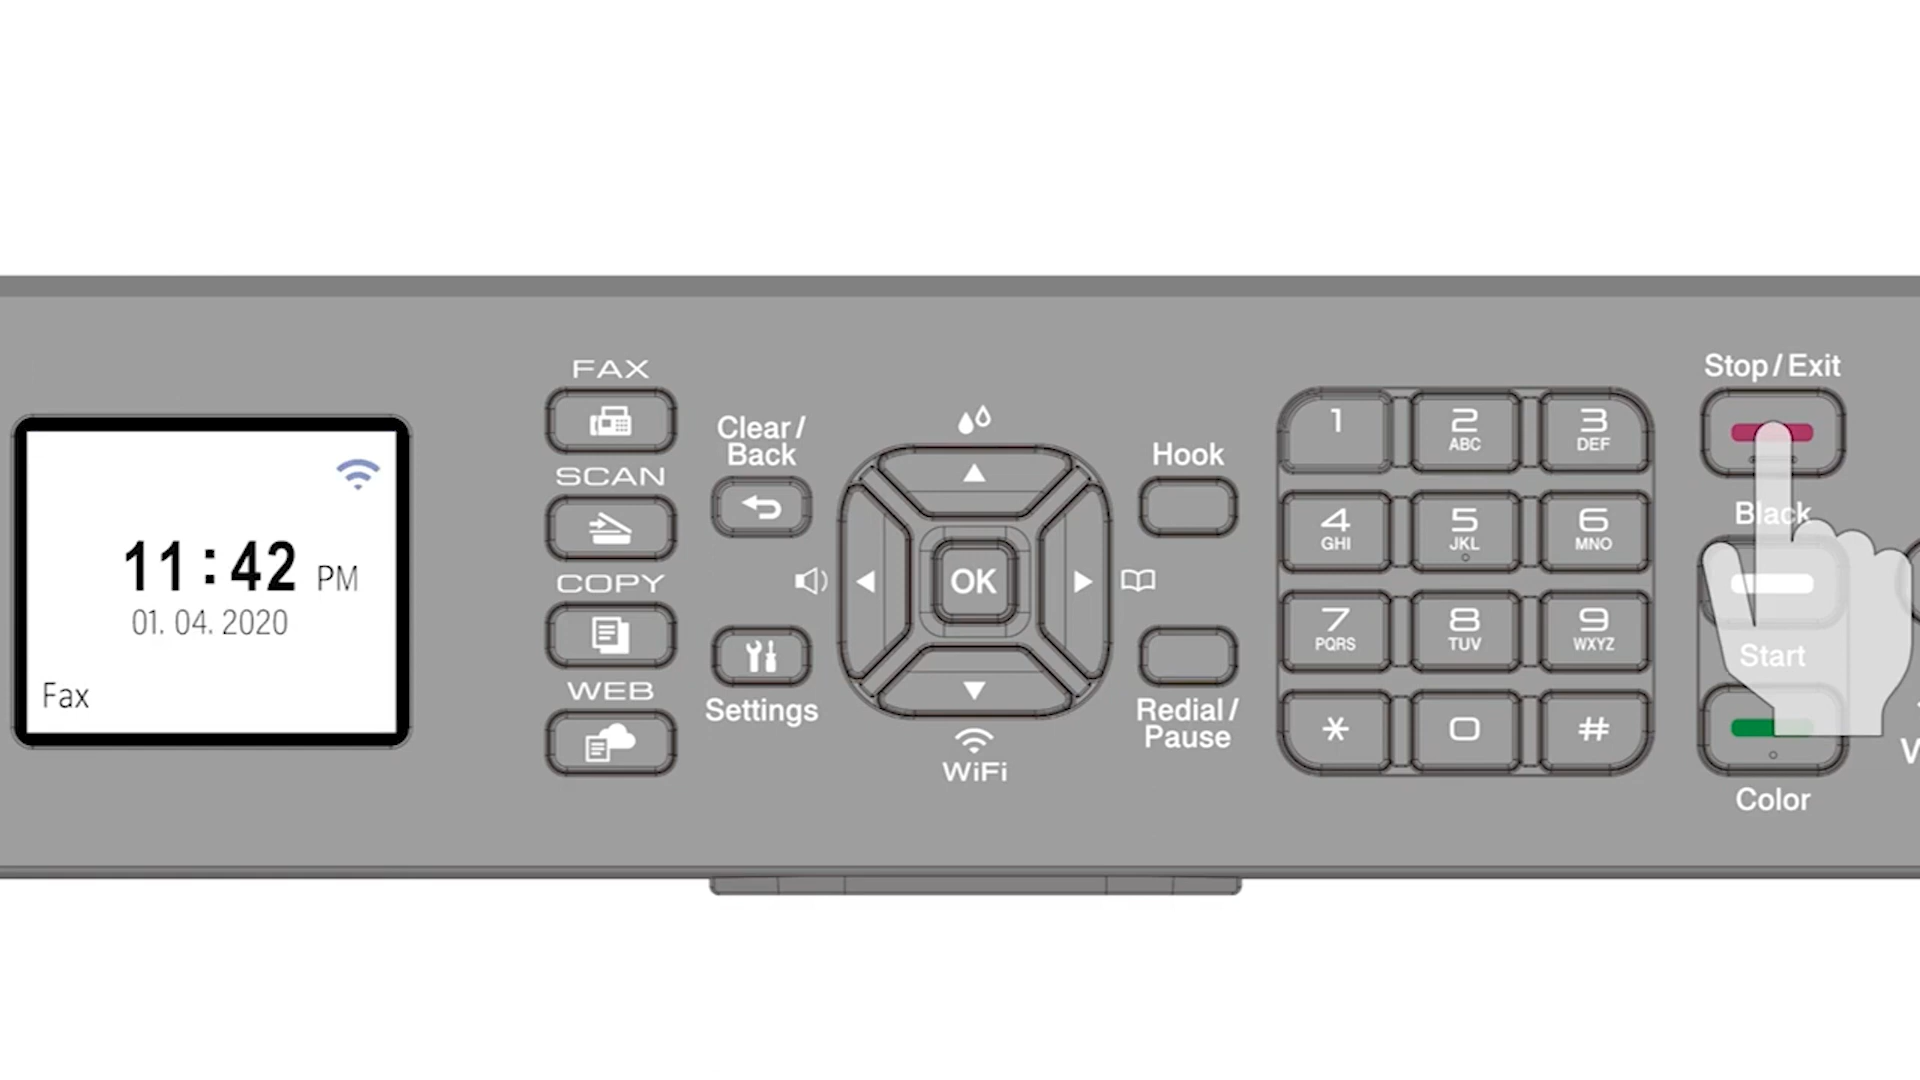 11:42 PM
01. 04. 2020
Fax
FAX
SCAN
COPY
WEB
Clear/
Back
Settings
OK
WiFi
Hook
Redial/
Pause
1
2
ABC
3
DEF
4
GHI
5
JKL
6
MNO
7
PQRS
8
TUV
9
WXYZ
*
0
#
Stop/Exit
Black
Start
Color